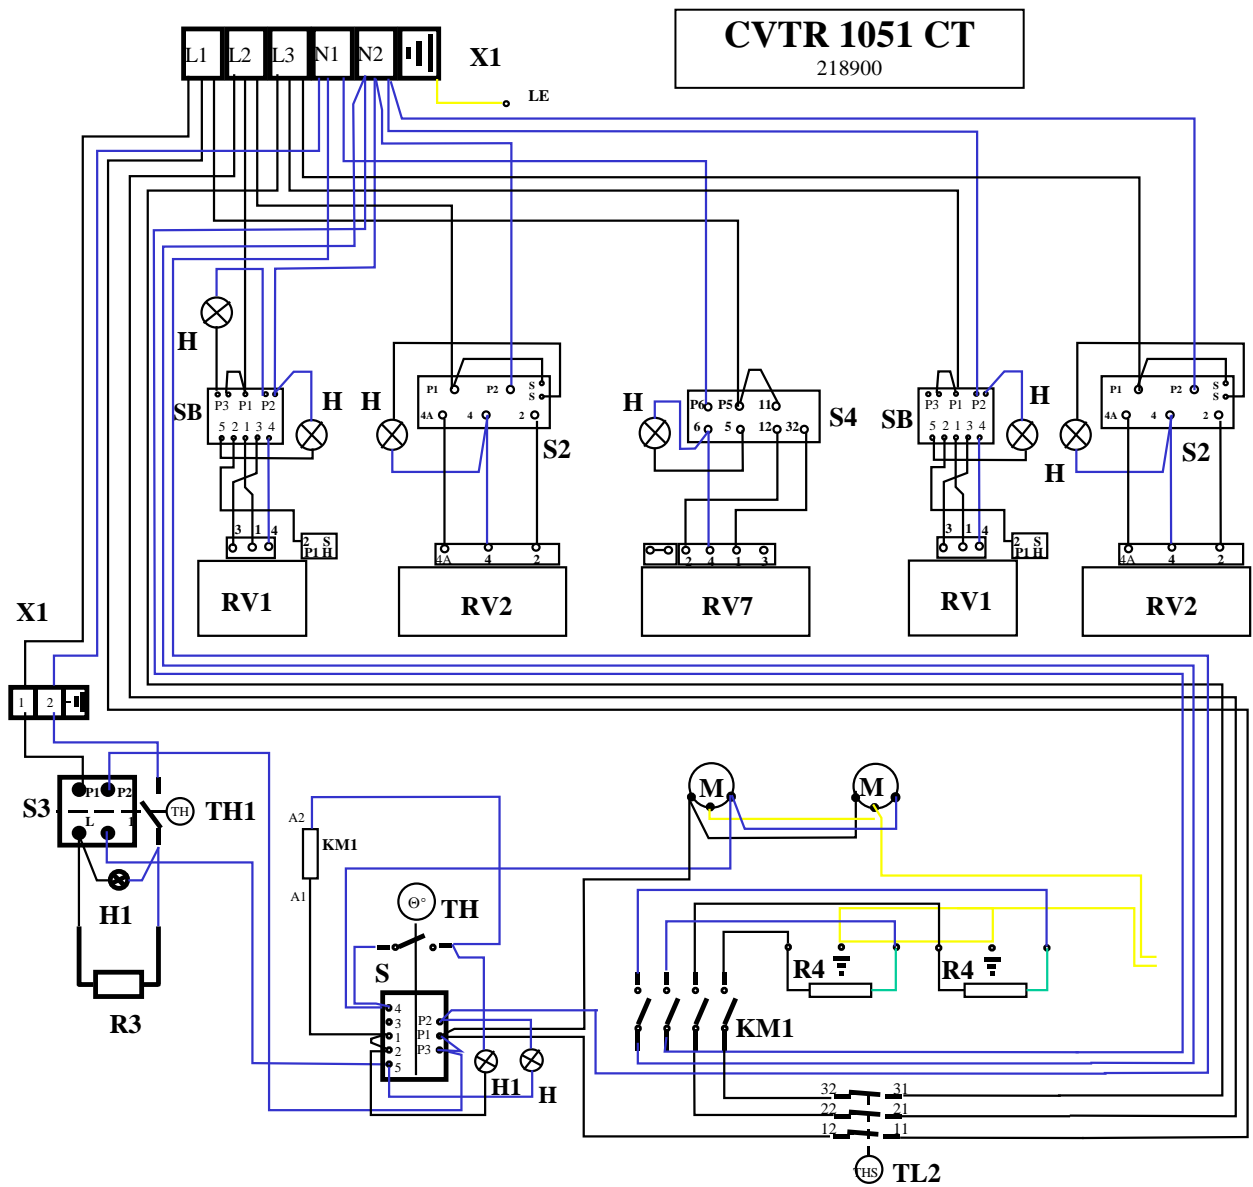 CVTR 1051 CT
218900
L1 L2 L3 N1 N2 X1
LE
H
P3 P1 P2
5 2 1 3 4
SB
H
3 1 4
2 S
P1 H
RV1
H
P1 P2 S
S
4A 4 2
S2
4A 4 2
RV2
H
P6 P5 11
6 5 12 32
S4
2 4 1 3
RV7
SB
P3 P1 P2
5 2 1 3 4
H
3 1 4
2 S
P1 H
RV1
P1 P2 S
S
4A 4 2
S2
4A 4 2
RV2
X1
1 2
S3
P1 P2
L 1
TH
TH1
H1
R3
A2
KM1
A1
Θ°
TH
S
4
3
1
2
5
P2
P1
P3
H1
H
M
M
R4
R4
KM1
32 31
22 21
12 11
THS
TL2